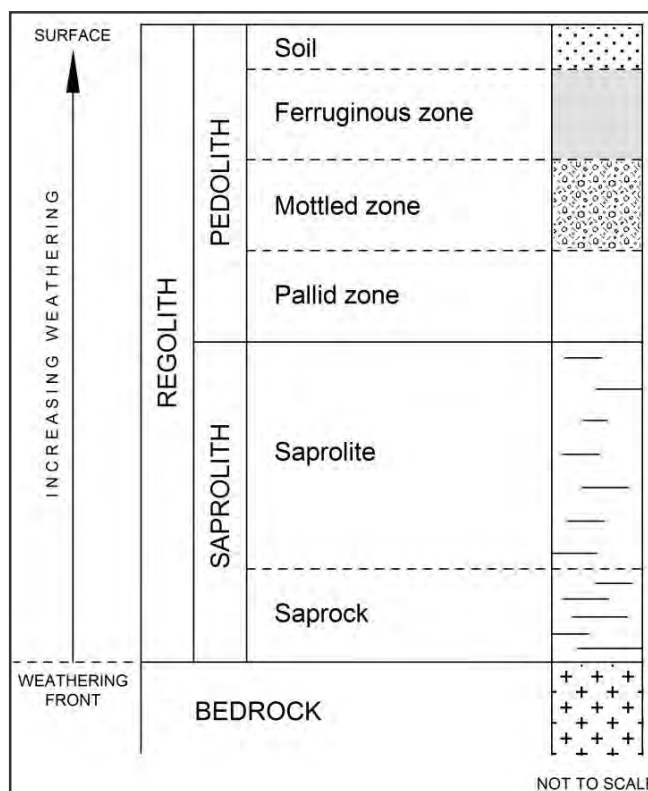 SURFACE
INCREASING WEATHERING
WEATHERING
FRONT
REGOLITH
PEDOLITH
SAPROLITH
Soil
Ferruginous zone
Mottled zone
Pallid zone
Saprolite
Saprock
BEDROCK
NOT TO SCALE